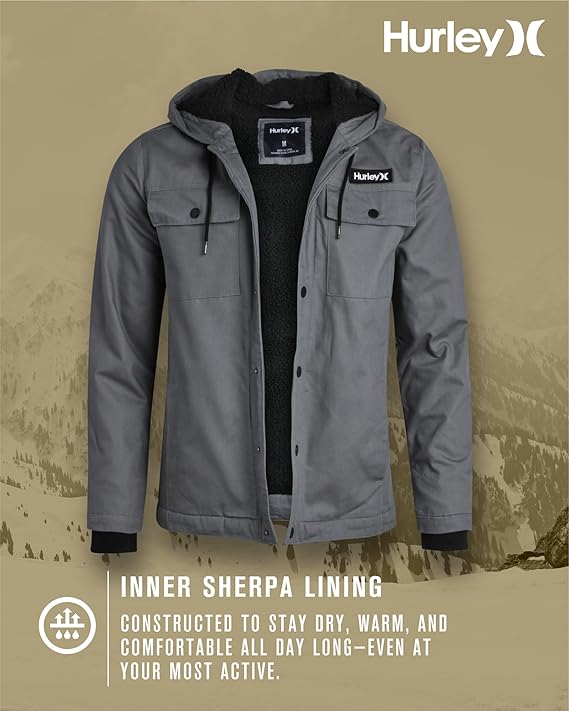 Hurley
Hurley
M
Hurley
INNER SHERPA LINING
CONSTRUCTED TO STAY DRY, WARM, AND
COMFORTABLE ALL DAY LONG–EVEN AT
YOUR MOST ACTIVE.